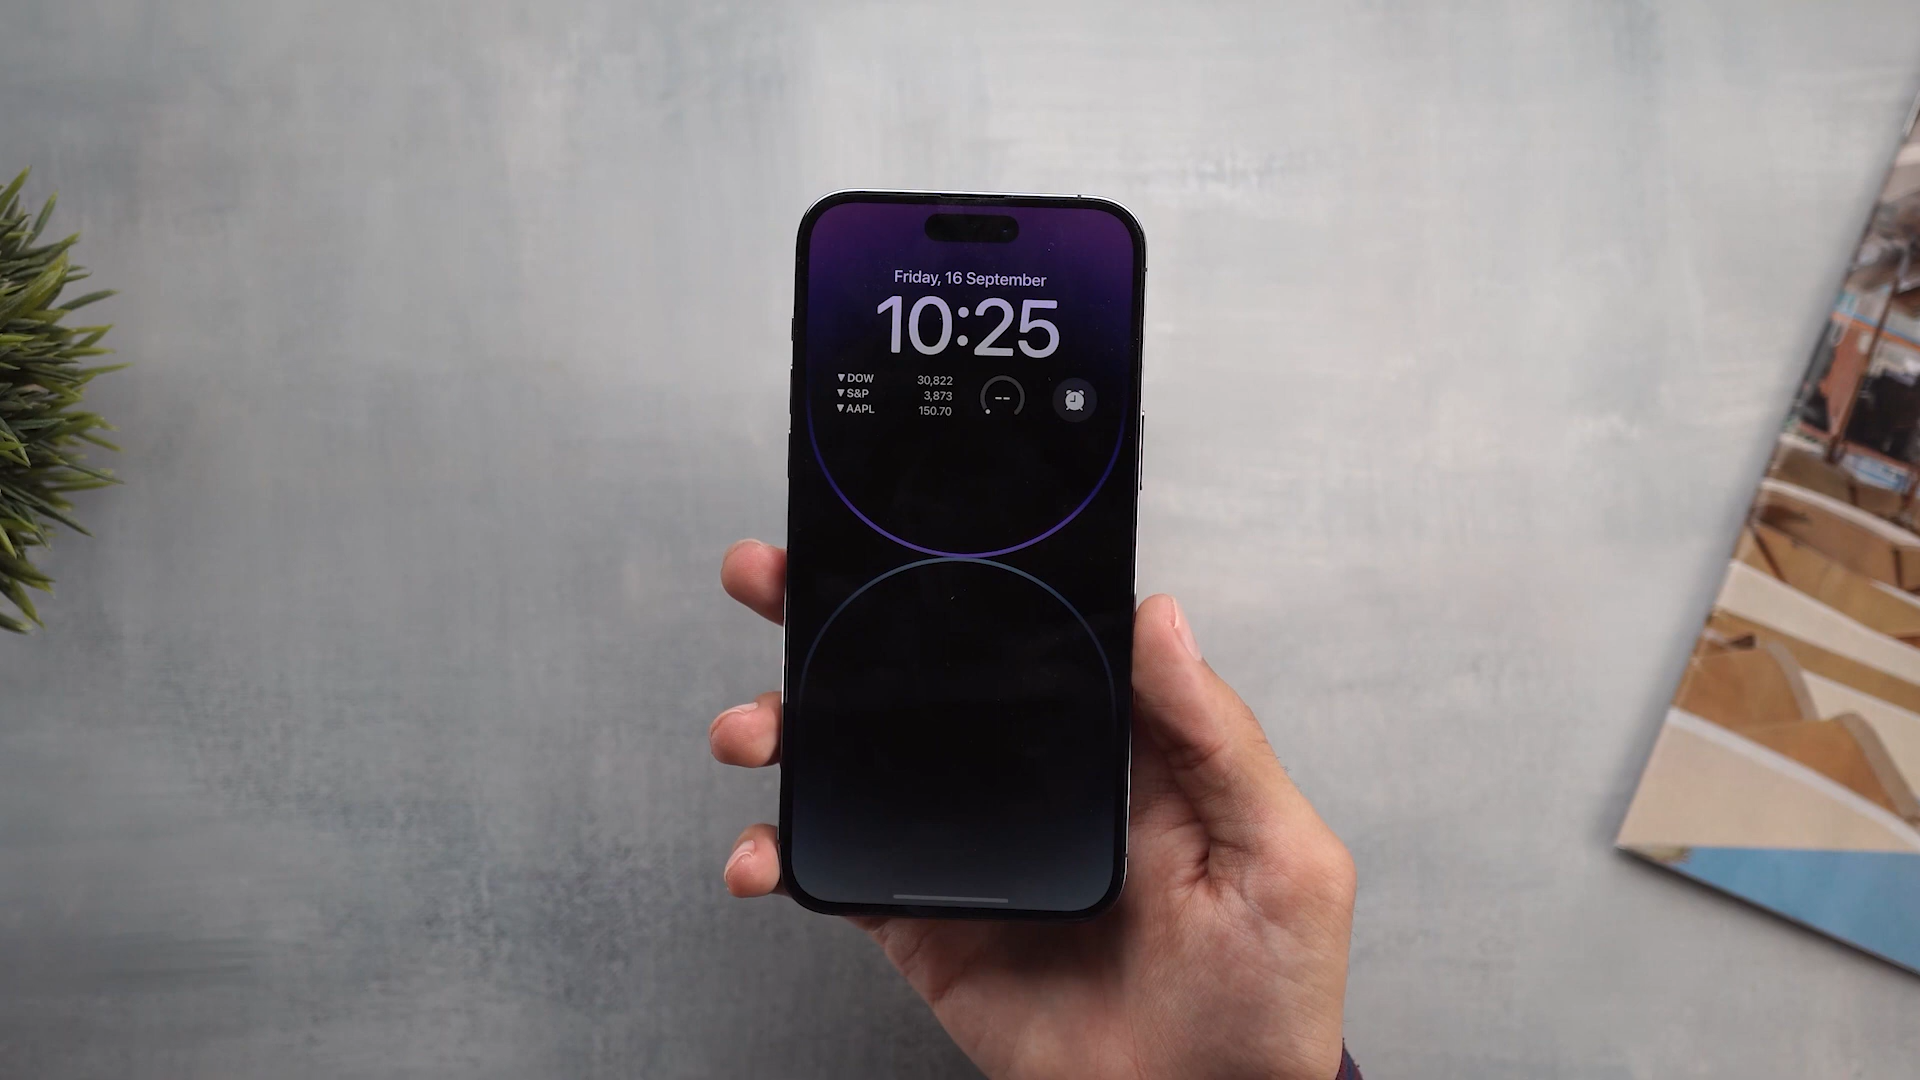 Friday, 16 September
10:25
▼ DOW 30,822
▼ S&P 3,873
▼ AAPL 150.70
--